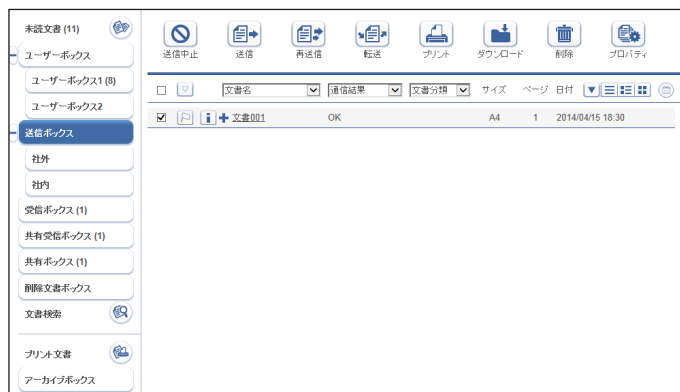 未読文書 (11)
ユーザーボックス
ユーザーボックス1 (8)
ユーザーボックス2
送信ボックス
社外
社内
受信ボックス (1)
共有受信ボックス (1)
共有ボックス (1)
削除文書ボックス
文書検索
プリント文書
アーカイブボックス
送信中止 送信 再送信 転送 プリント ダウンロード 削除 プロパティ
文書名 通信結果 文書分類 サイズ ページ 日付
文書001 OK A4 1 2014/04/15 18:30